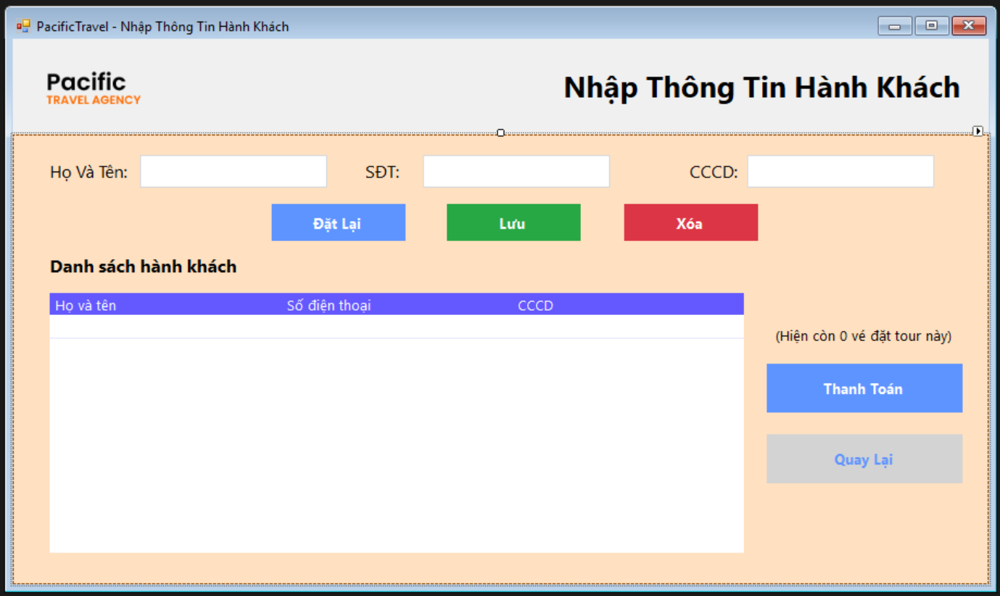 PacificTravel - Nhập Thông Tin Hành Khách
Pacific
TRAVEL AGENCY
Nhập Thông Tin Hành Khách
Họ Và Tên:
SĐT:
CCCD:
Đặt Lại
Lưu
Xóa
Danh sách hành khách
Họ và tên
Số điện thoại
CCCD
(Hiện còn 0 vé đặt tour này)
Thanh Toán
Quay Lại